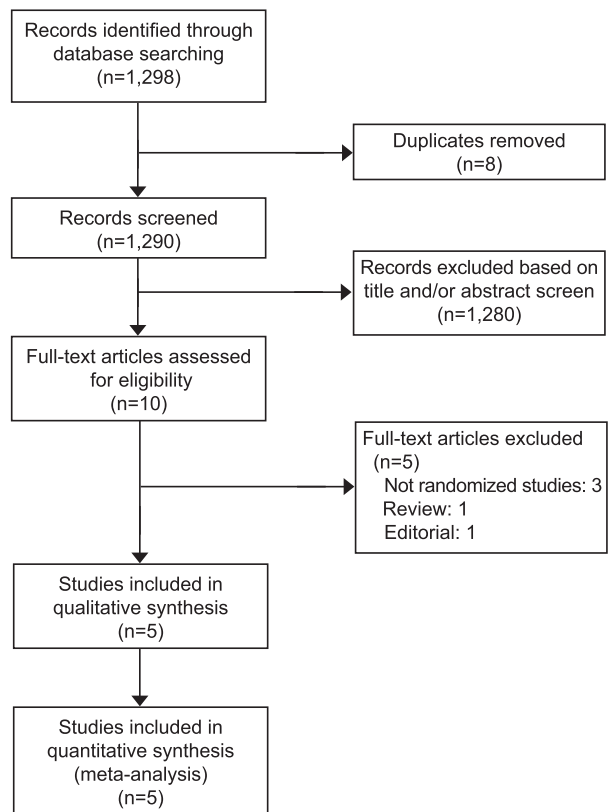 Records identified through
database searching
(n=1,298)
Duplicates removed
(n=8)
Records screened
(n=1,290)
Records excluded based on
title and/or abstract screen
(n=1,280)
Full-text articles assessed
for eligibility
(n=10)
Full-text articles excluded
(n=5)
Not randomized studies: 3
Review: 1
Editorial: 1
Studies included in
qualitative synthesis
(n=5)
Studies included in
quantitative synthesis
(meta-analysis)
(n=5)